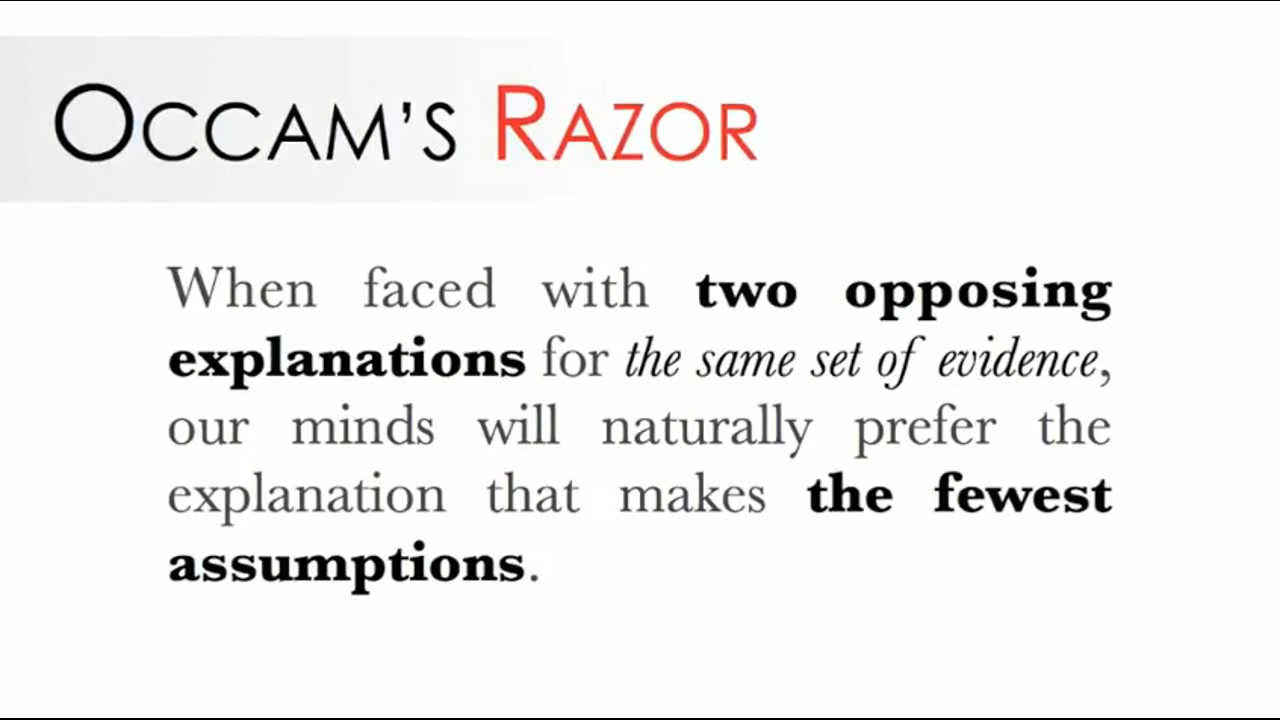 Occam’s Razor
When faced with two opposing
explanations for the same set of evidence,
our minds will naturally prefer the
explanation that makes the fewest
assumptions.